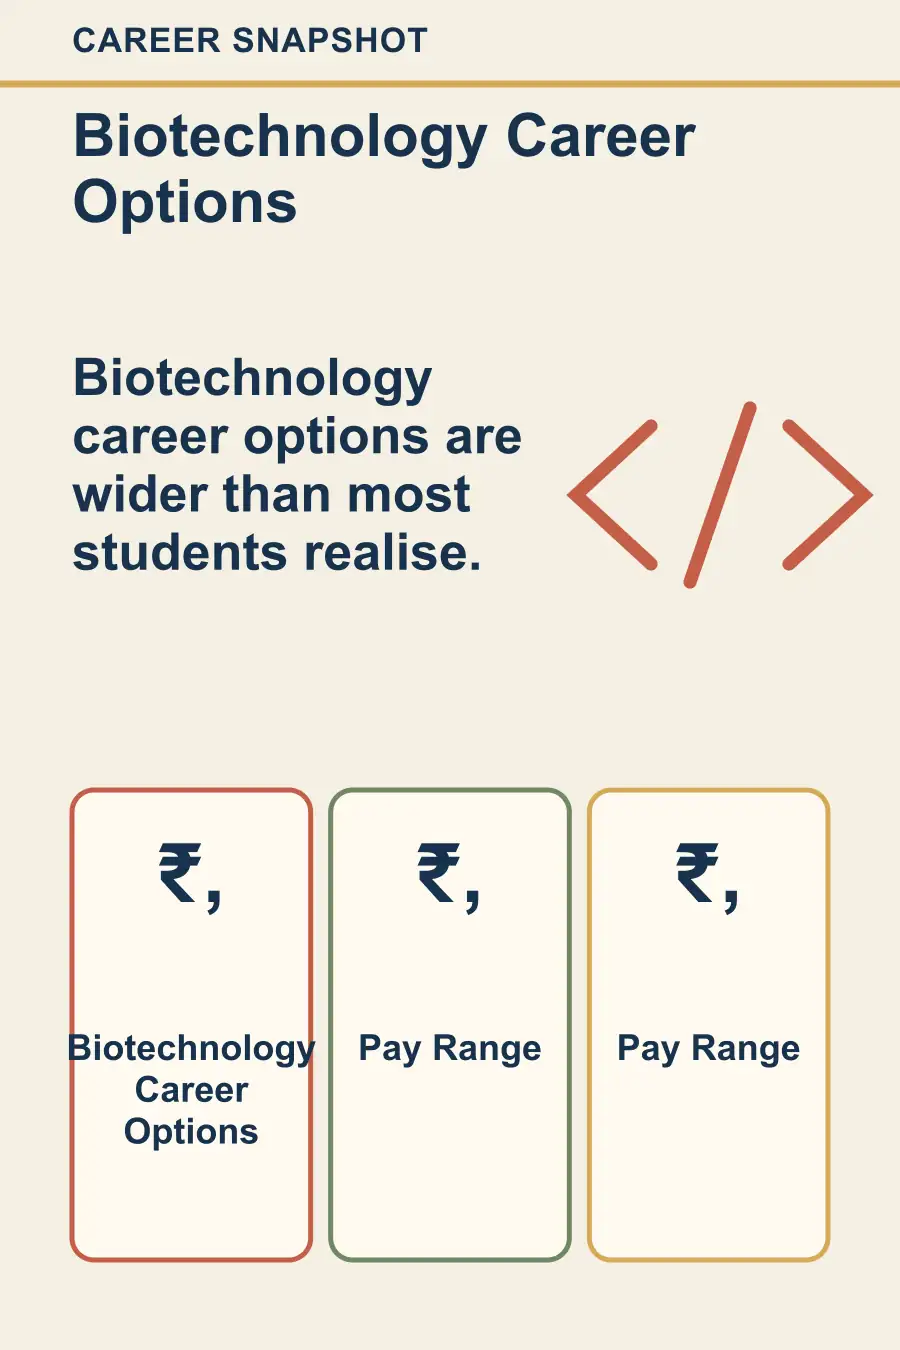 CAREER SNAPSHOT
Biotechnology Career
Options
Biotechnology
career options are
wider than most
students realise.
₹,
₹,
₹,
Biotechnology
Career
Options
Pay Range
Pay Range